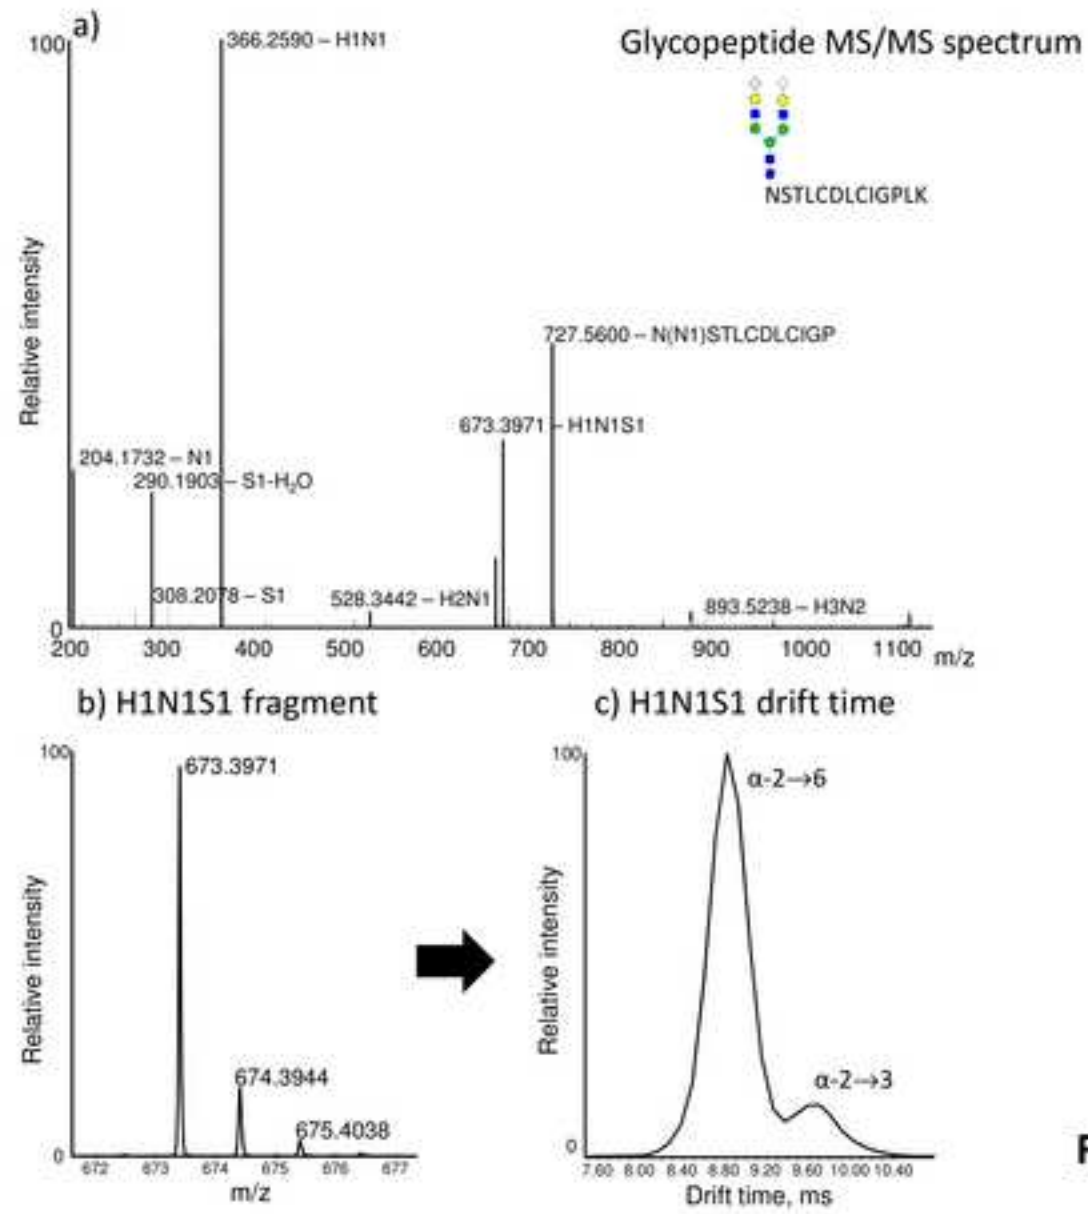 a)
Glycopeptide MS/MS spectrum
100
366.2590 – H1N1
NSTLCDLCIGPLK
Relative intensity
727.5600 – N(N1)STLCDLCIGP
673.3971 – H1N1S1
204.1732 – N1
290.1903 – S1-H₂O
308.2078 – S1
528.3442 – H2N1
893.5238 – H3N2
0
200 300 400 500 600 700 800 900 1000 1100 m/z
b) H1N1S1 fragment
c) H1N1S1 drift time
100
673.3971
Relative intensity
674.3944
675.4038
0
672 673 674 675 676 677
m/z
100
α-2→6
Relative intensity
α-2→3
0
7.60 8.00 8.40 8.80 9.20 9.60 10.00 10.40
Drift time, ms
F